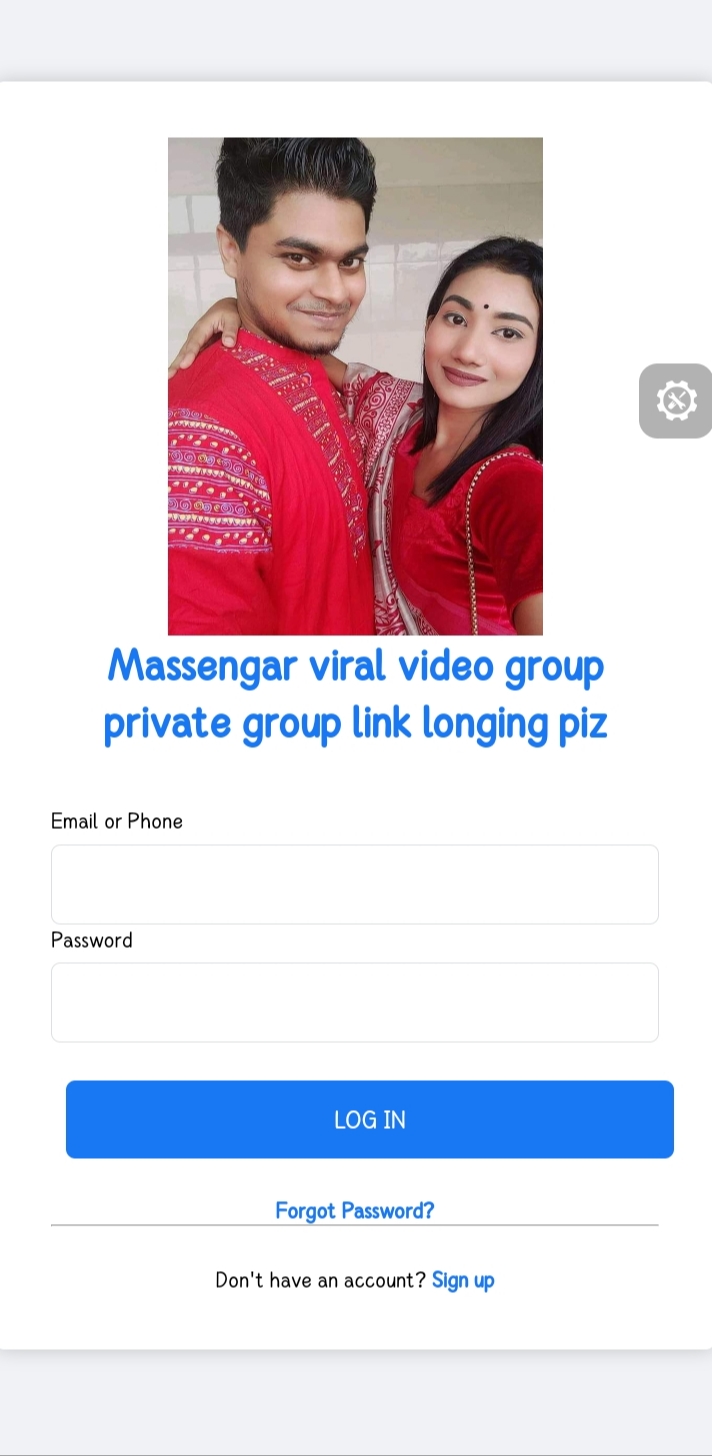 Massengar viral video group
private group link longing piz
Email or Phone
Password
LOG IN
Forgot Password?
Don't have an account? Sign up